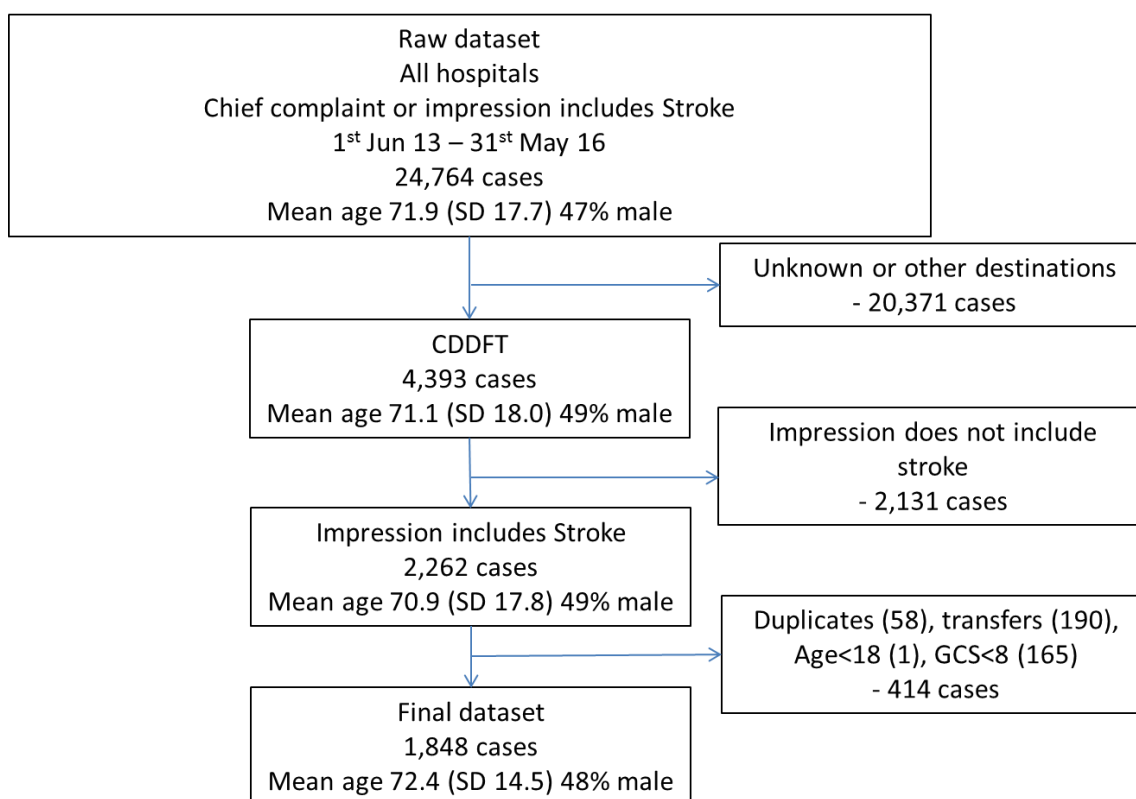 Raw dataset
All hospitals
Chief complaint or impression includes Stroke
1st Jun 13 – 31st May 16
24,764 cases
Mean age 71.9 (SD 17.7) 47% male
Unknown or other destinations
- 20,371 cases
CDDFT
4,393 cases
Mean age 71.1 (SD 18.0) 49% male
Impression does not include
stroke
- 2,131 cases
Impression includes Stroke
2,262 cases
Mean age 70.9 (SD 17.8) 49% male
Duplicates (58), transfers (190),
Age<18 (1), GCS<8 (165)
- 414 cases
Final dataset
1,848 cases
Mean age 72.4 (SD 14.5) 48% male